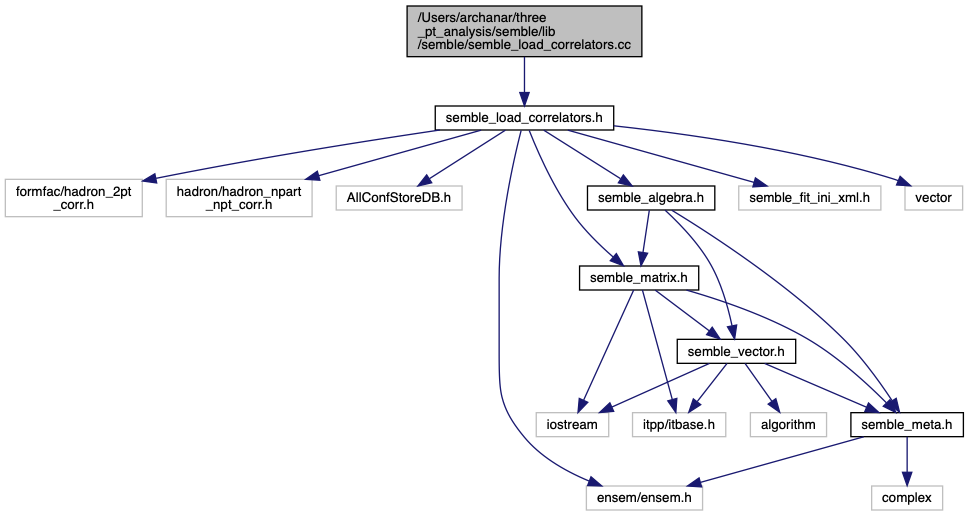 /Users/archanar/three
_pt_analysis/semble/lib
/semble/semble_load_correlators.cc
semble_load_correlators.h
formfac/hadron_2pt
_corr.h
hadron/hadron_npart
_npt_corr.h
AllConfStoreDB.h
semble_algebra.h
semble_fit_ini_xml.h
vector
semble_matrix.h
semble_vector.h
iostream
itpp/itbase.h
algorithm
semble_meta.h
ensem/ensem.h
complex